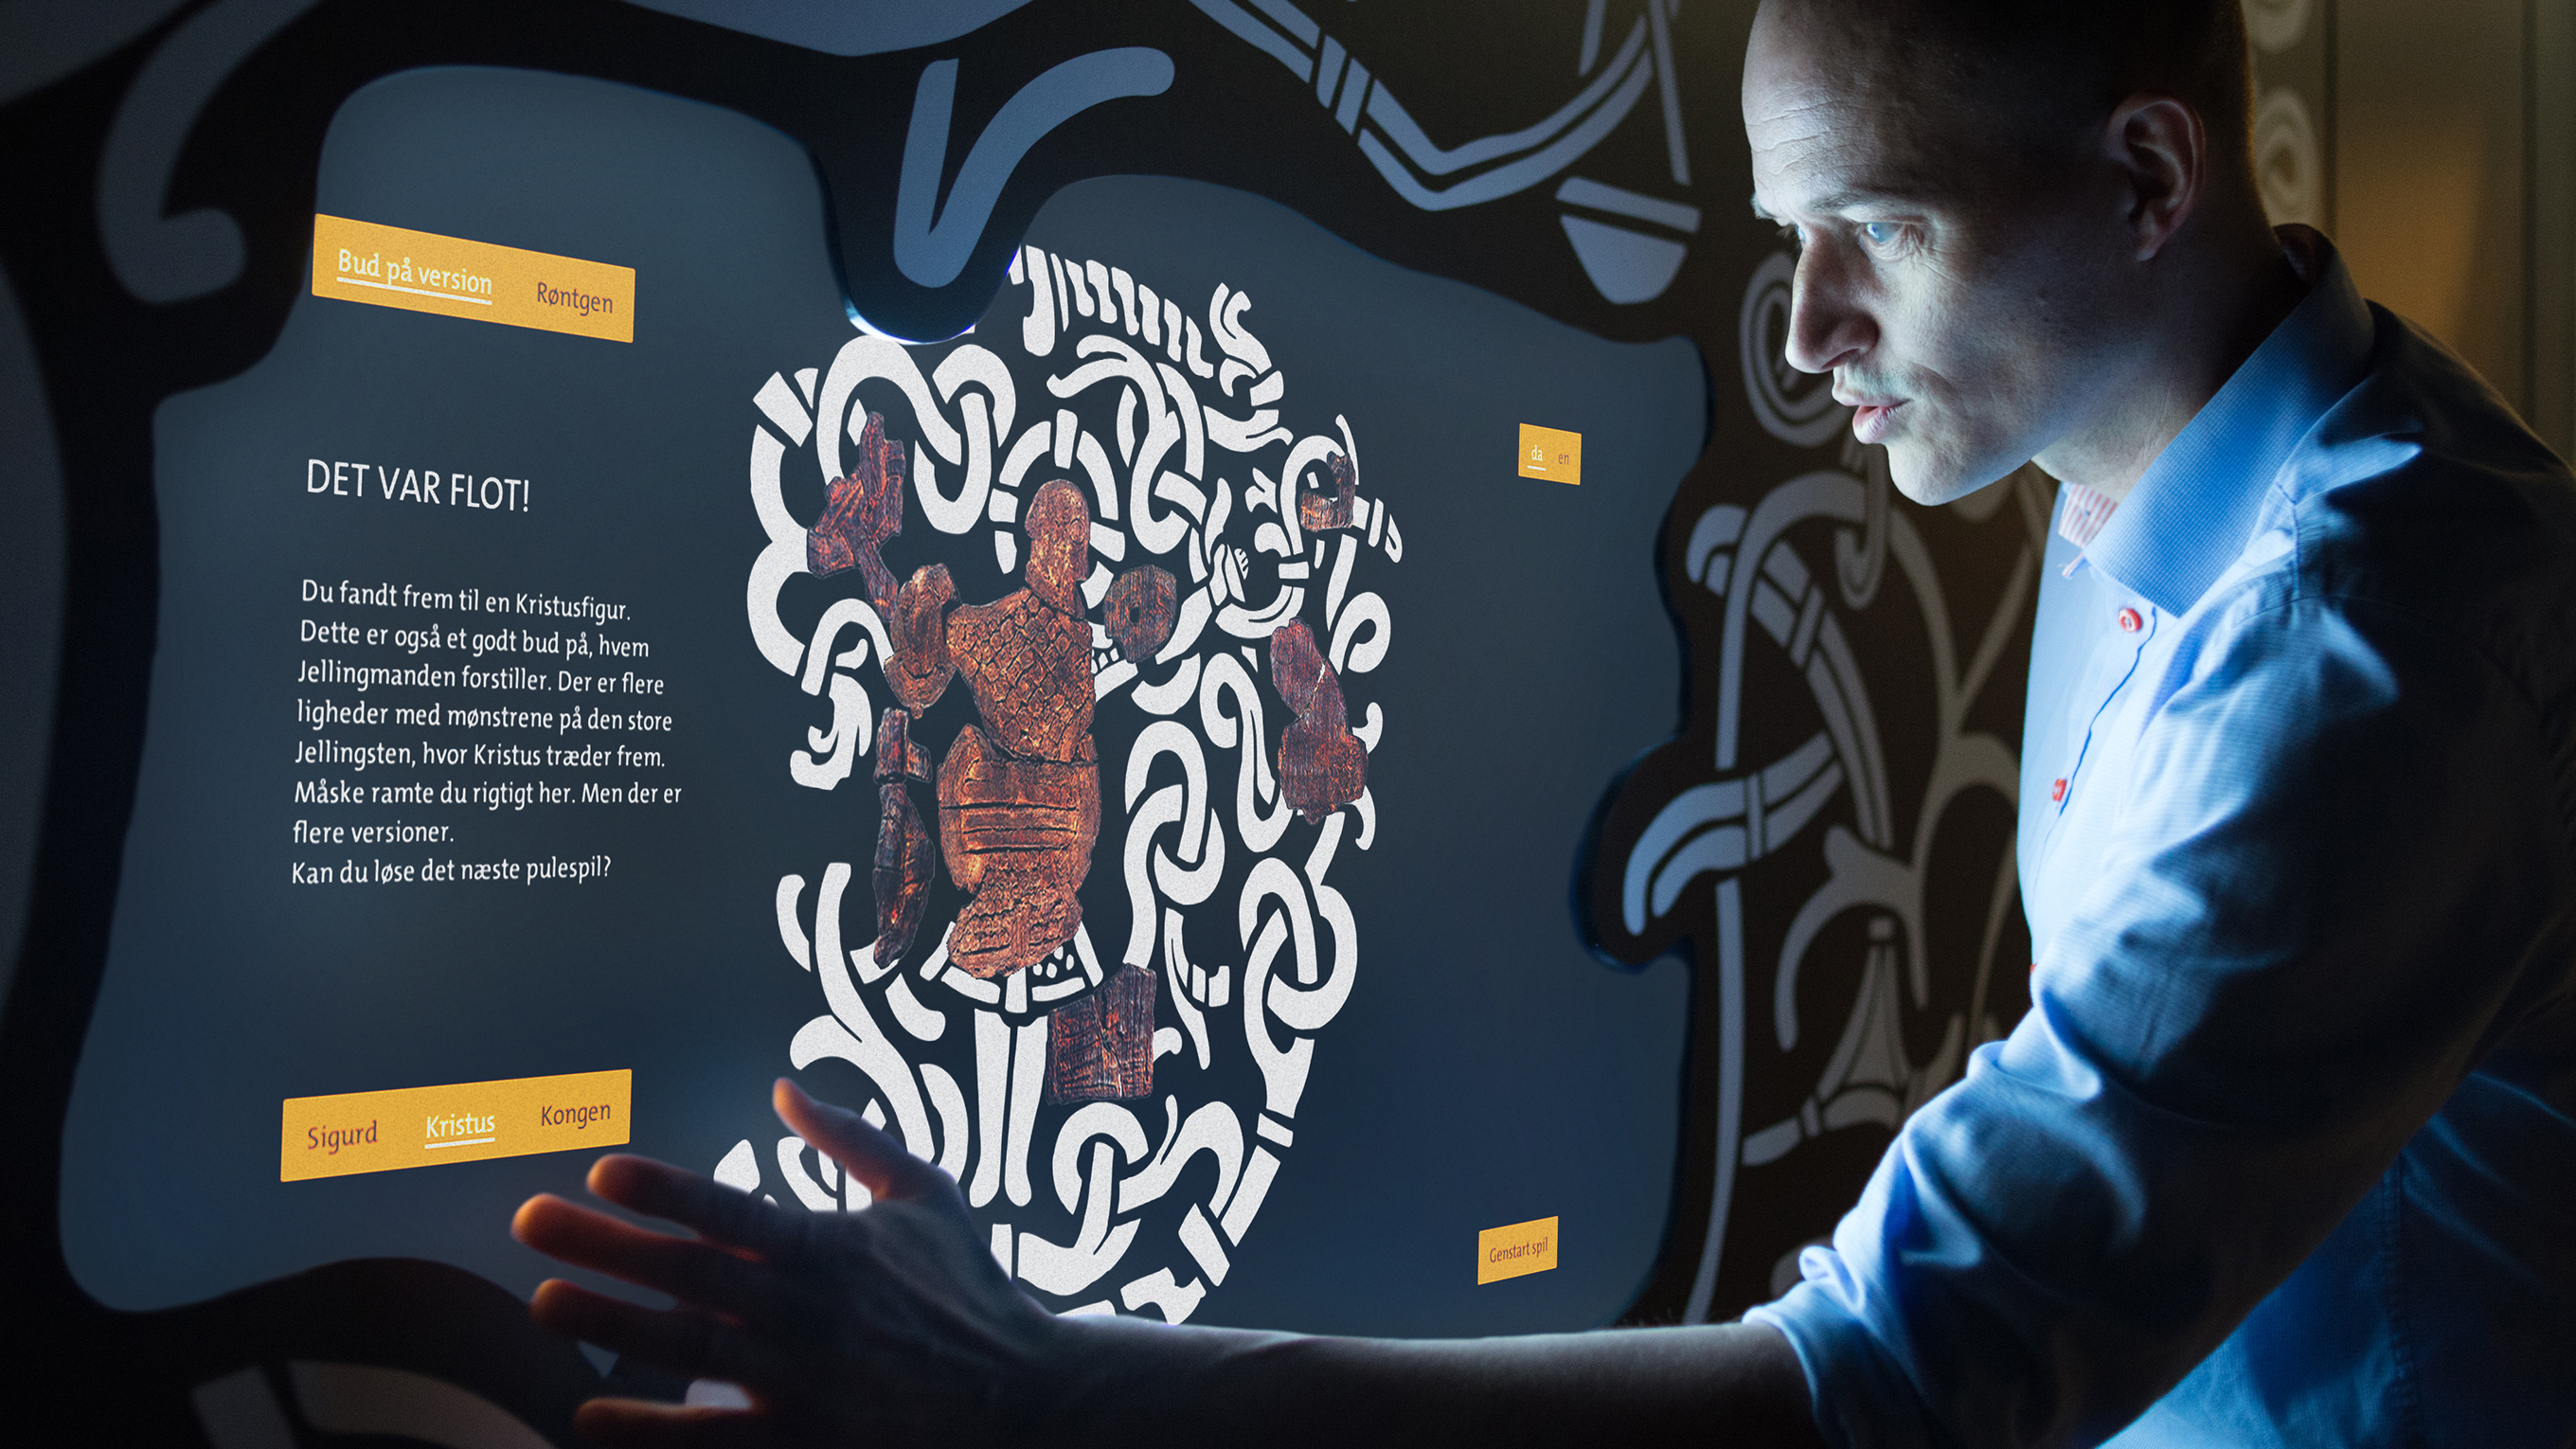 Bud på version Røntgen
DET VAR FLOT!
Du fandt frem til en Kristusfigur.
Dette er også et godt bud på, hvem
Jellingmanden forstiller. Der er flere
ligheder med mønstrene på den store
Jellingsten, hvor Kristus træder frem.
Måske ramte du rigtigt her. Men der er
flere versioner.
Kan du løse det næste pulespil?
Sigurd Kristus Kongen
da en
Genstart spil